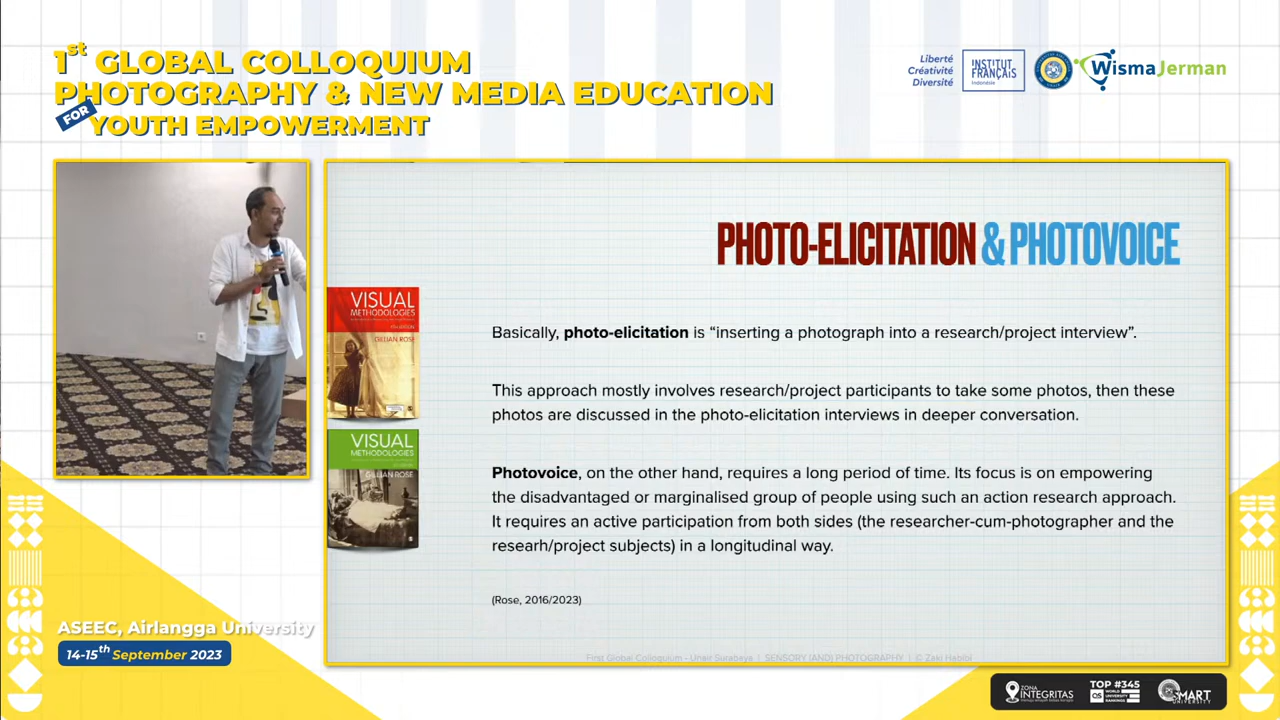 1st GLOBAL COLLOQUIUM
PHOTOGRAPHY & NEW MEDIA EDUCATION
FOR YOUTH EMPOWERMENT
Liberté
Créativité
Diversité
INSTITUT
FRANÇAIS
Indonésie
WismaJerman
PHOTO-ELICITATION & PHOTOVOICE
VISUAL
METHODOLOGIES
GILLIAN ROSE
VISUAL
METHODOLOGIES
GILLIAN ROSE
Basically, photo-elicitation is “inserting a photograph into a research/project interview”.
This approach mostly involves research/project participants to take some photos, then these
photos are discussed in the photo-elicitation interviews in deeper conversation.
Photovoice, on the other hand, requires a long period of time. Its focus is on empowering
the disadvantaged or marginalised group of people using such an action research approach.
It requires an active participation from both sides (the researcher-cum-photographer and the
researh/project subjects) in a longitudinal way.
(Rose, 2016/2023)
First Global Colloquium - Unair Surabaya | SENSORY (AND) PHOTOGRAPHY | © Zaki Habibi
ASEEC, Airlangga University
14-15th September 2023
ZONA
INTEGRITAS
TOP #345
QS WORLD
UNIVERSITY
RANKINGS
SMART
UNIVERSITY